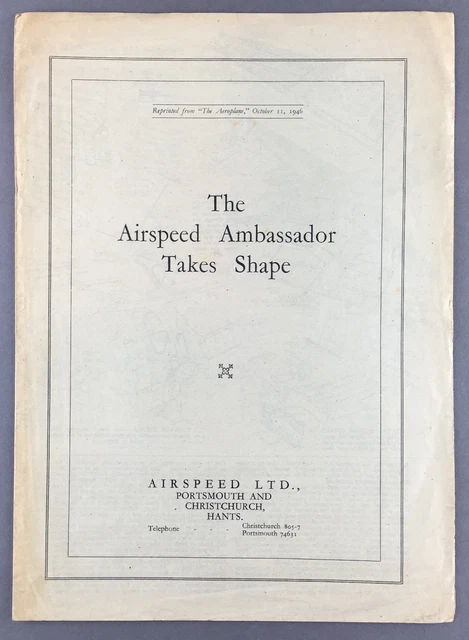 Reprinted from "The Aeroplane," October 11, 1946
The
Airspeed Ambassador
Takes Shape
AIRSPEED LTD.,
PORTSMOUTH AND
CHRISTCHURCH,
HANTS.
Telephone - - - Christchurch 805-7
Portsmouth 74631